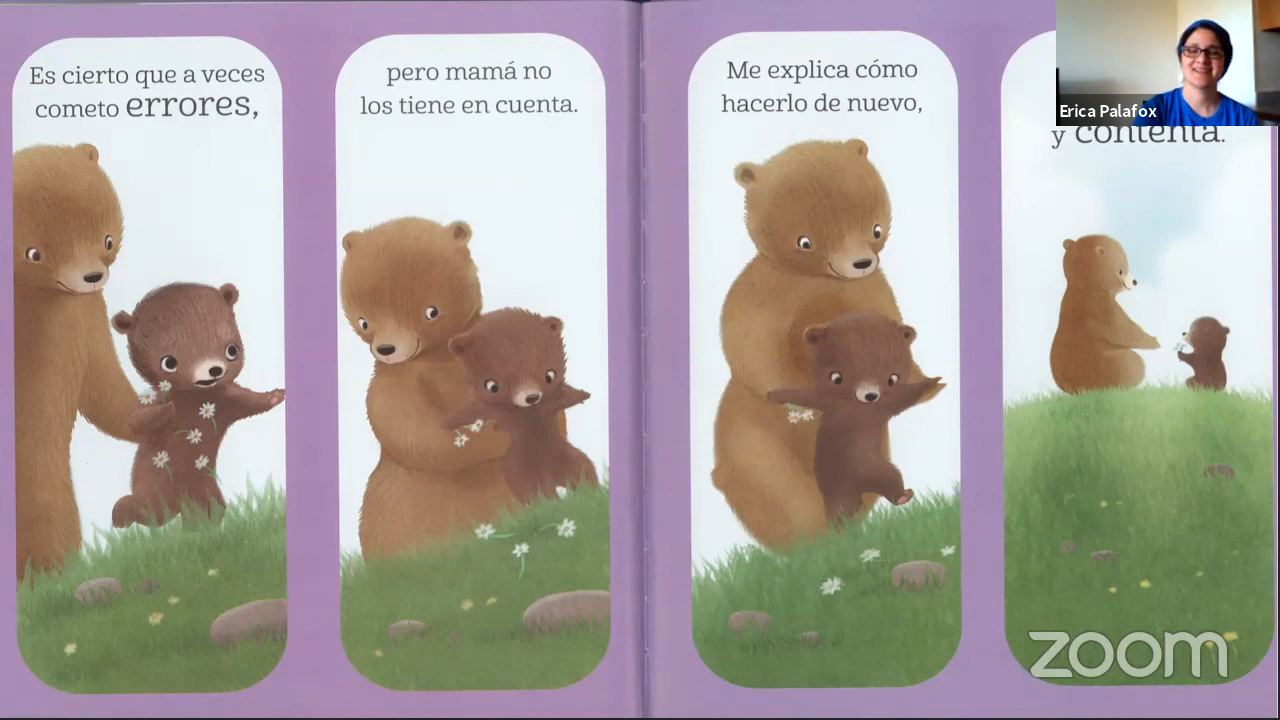 Es cierto que a veces
cometo errores,
pero mamá no
los tiene en cuenta.
Me explica cómo
hacerlo de nuevo,
y contenta.
Erica Palafox
zoom